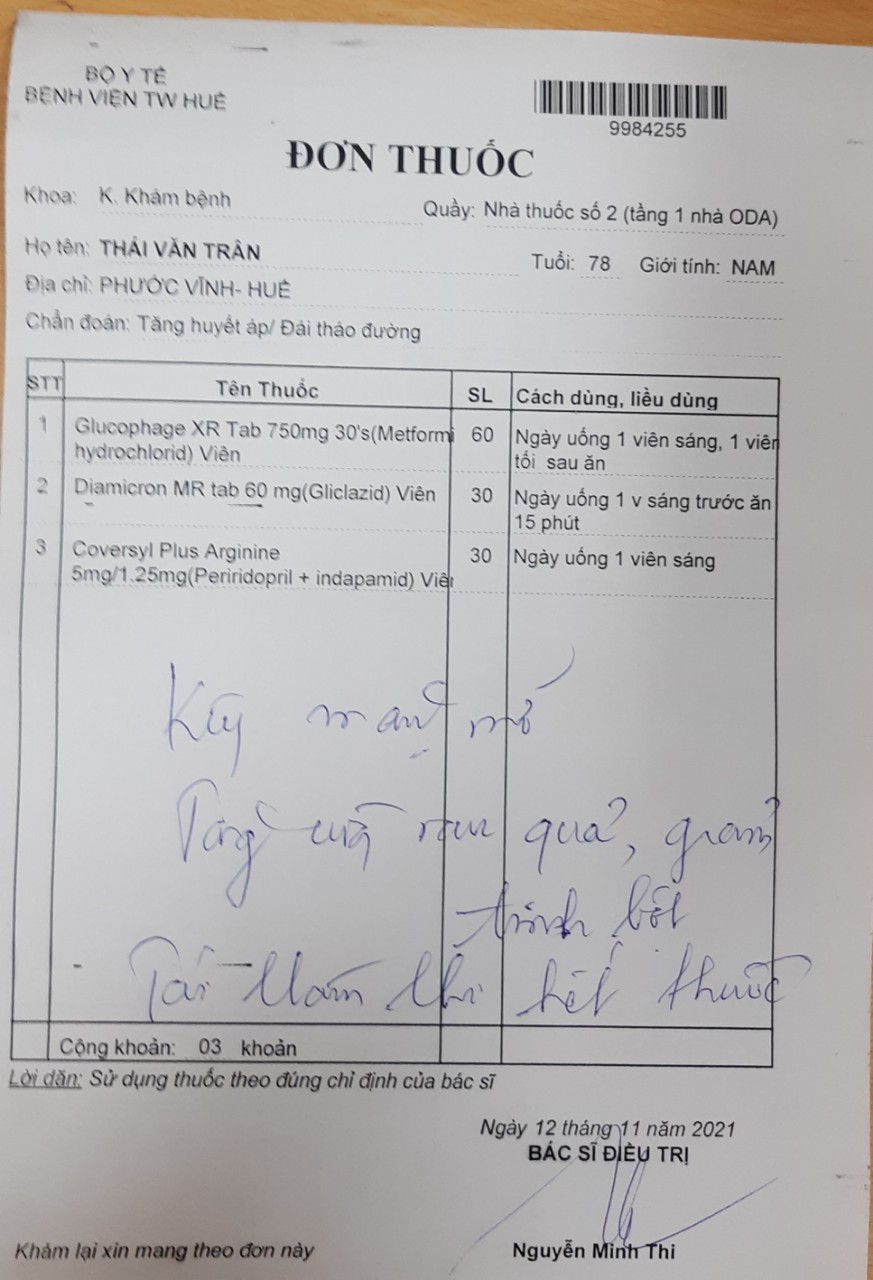 BỘ Y TẾ
BỆNH VIỆN TW HUẾ
9984255
ĐƠN THUỐC
Khoa: K. Khám bệnh
Quầy: Nhà thuốc số 2 (tầng 1 nhà ODA)
Họ tên: THÁI VĂN TRÂN
Tuổi: 78 Giới tính: NAM
Địa chỉ: PHƯỚC VĨNH- HUẾ
Chẩn đoán: Tăng huyết áp/ Đái tháo đường
STT Tên Thuốc SL Cách dùng, liều dùng
1 Glucophage XR Tab 750mg 30's(Metformi 60 Ngày uống 1 viên sáng, 1 viên
hydrochlorid) Viên tối sau ăn
2 Diamicron MR tab 60 mg(Gliclazid) Viên 30 Ngày uống 1 v sáng trước ăn
15 phút
3 Coversyl Plus Arginine 30 Ngày uống 1 viên sáng
5mg/1.25mg(Periridopril + indapamid) Viên
mặn mỡ
rau quả, giảm
tinh bột
Tái khám khi hết thuốc
Cộng khoản: 03 khoản
Lời dặn: Sử dụng thuốc theo đúng chỉ định của bác sĩ
Ngày 12 tháng 11 năm 2021
BÁC SĨ ĐIỀU TRỊ
Khám lại xin mang theo đơn này
Nguyễn Minh Thi